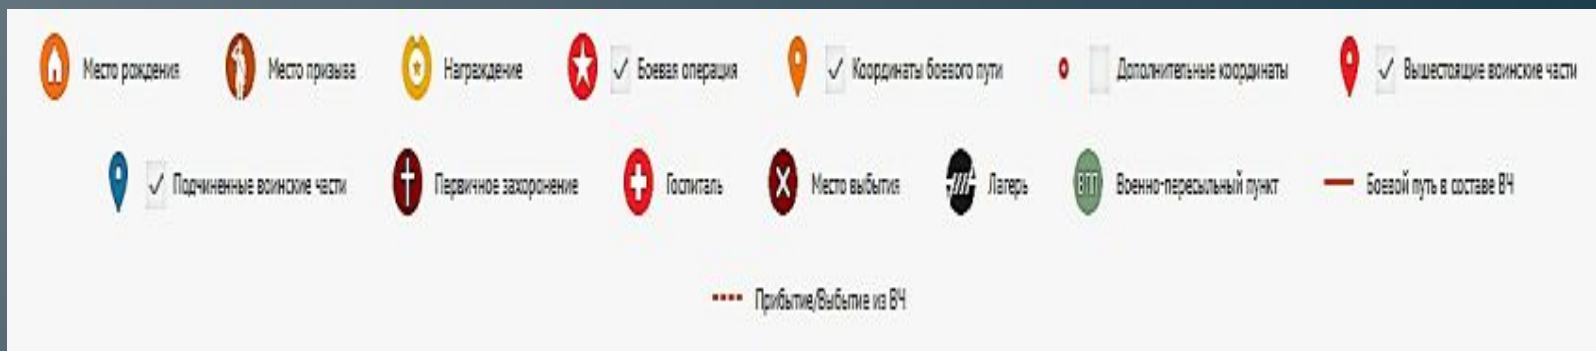 Место рождения Место призыва Награждение Боевая операция Координаты боевого пути Дополнительные координаты Вышестоящие воинские части
Подчиненные воинские части Первичное захоронение Госпиталь Место выбытия Лагерь ВПП Военно-пересыльный пункт Боевой путь в составе ВЧ
Прибытие/Выбытие из ВЧ